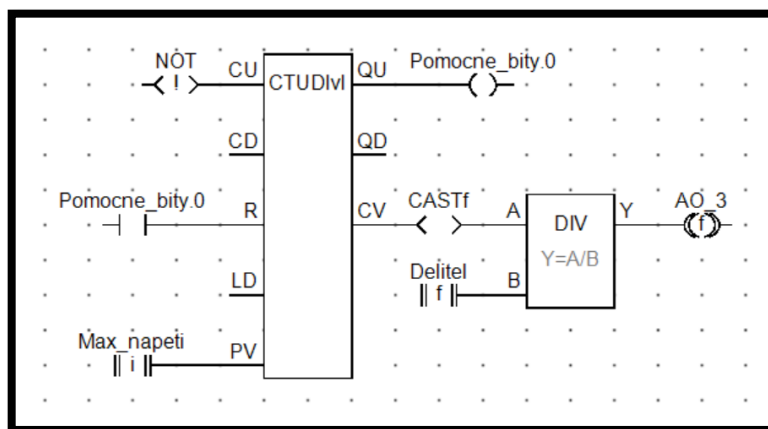 NOT
!
CU
CTUDlvl
QU
Pomocne_bity.0
CD
QD
Pomocne_bity.0
R
CV
CASTf
A
DIV
Y=A/B
Y
AO_3
f
LD
Delitel
f
B
Max_napeti
i
PV